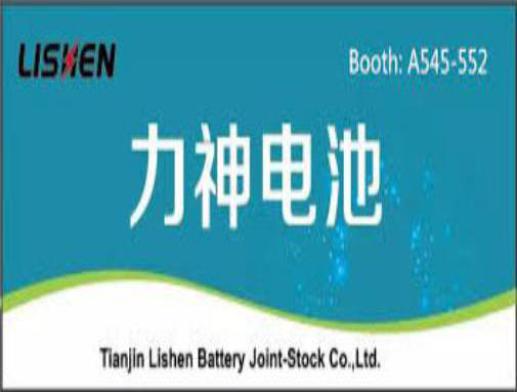 LISHEN
Booth: A545-552
力神电池
Tianjin Lishen Battery Joint-Stock Co.,Ltd.